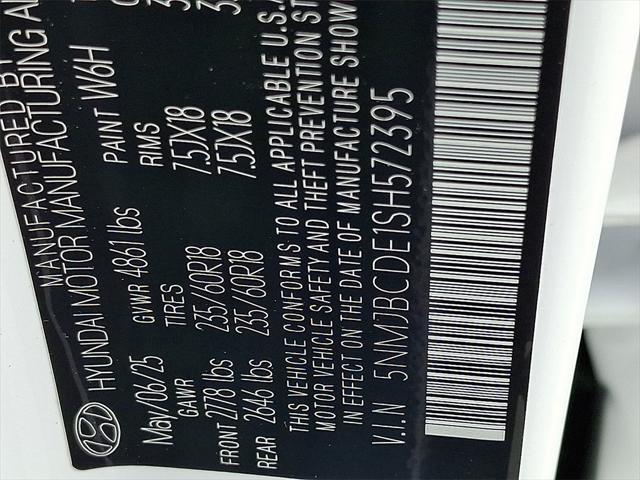 MANUFACTURED BY
HYUNDAI MOTOR MANUFACTURING
May/06/25 GVWR 4861 lbs PAINT W6H
GAWR TIRES RIMS
FRONT 2778 lbs 235/60R18 7.5JX18
REAR 2646 lbs 235/60R18 7.5JX18
THIS VEHICLE CONFORMS TO ALL APPLICABLE U.S.
MOTOR VEHICLE SAFETY AND THEFT PREVENTION
IN EFFECT ON THE DATE OF MANUFACTURE SHOW
V.I.N 5NMJBCDE1SH572395